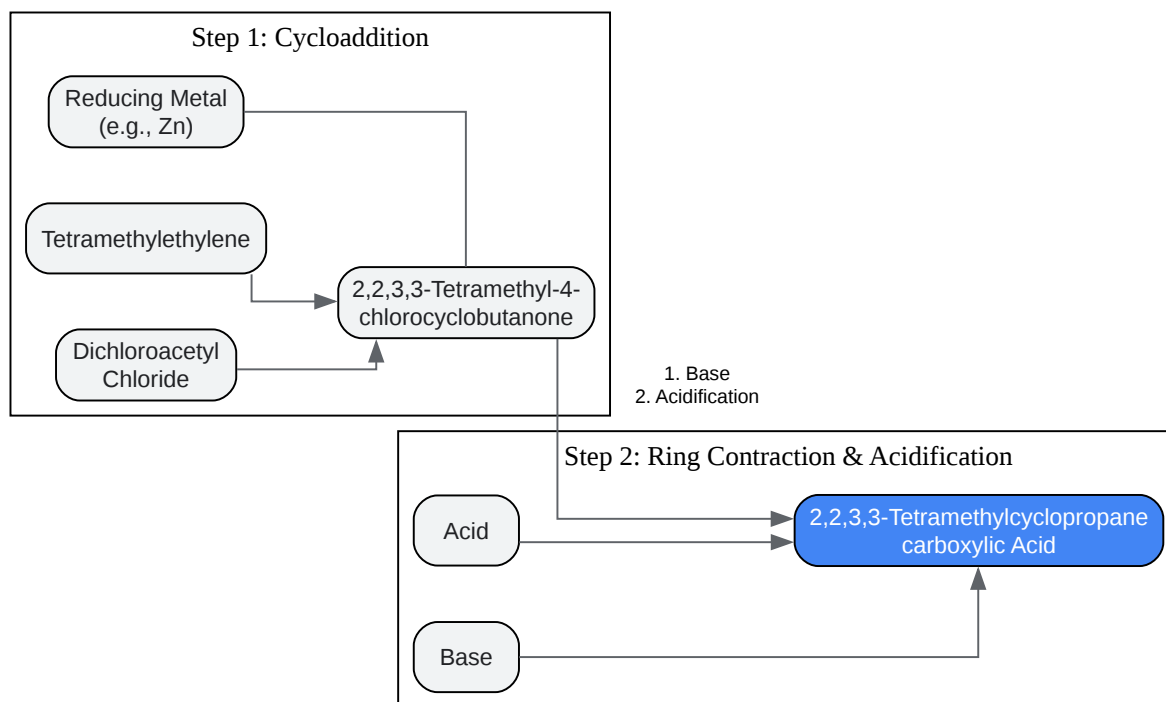 Step 1: Cycloaddition
Reducing Metal
(e.g., Zn)
Tetramethylethylene
2,2,3,3-Tetramethyl-4-
chlorocyclobutanone
Dichloroacetyl
Chloride
1. Base
2. Acidification
Step 2: Ring Contraction & Acidification
Acid
2,2,3,3-Tetramethylcyclopropane
carboxylic Acid
Base